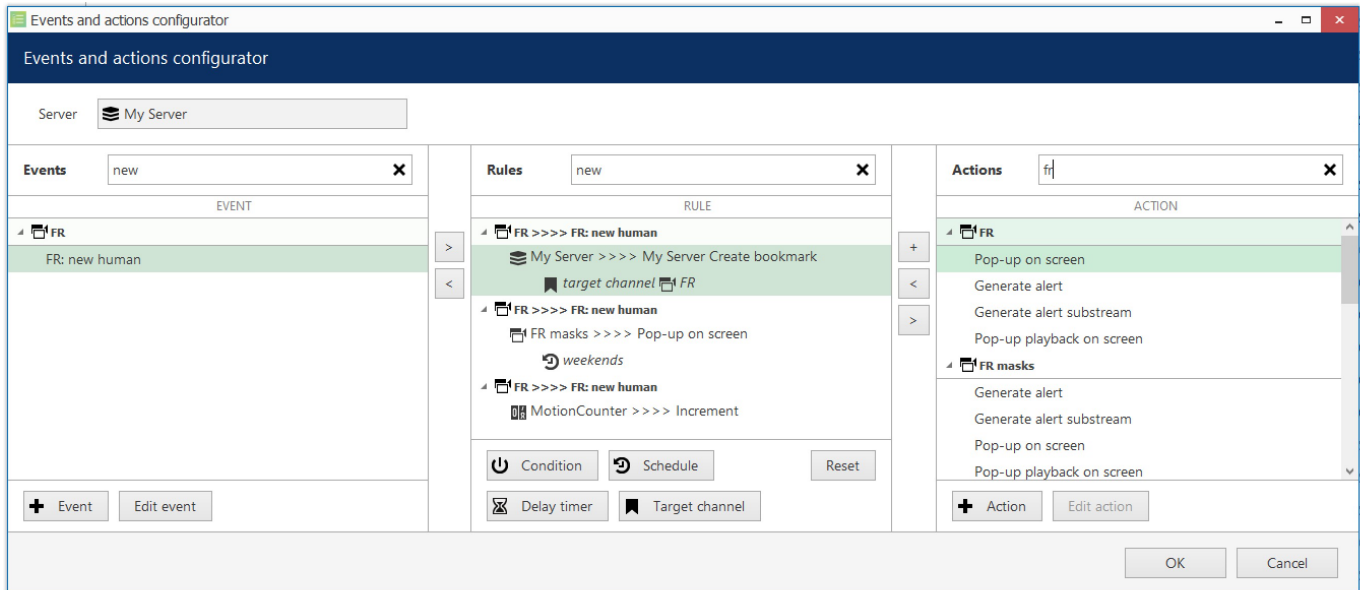 Events and actions configurator
Events and actions configurator
Server My Server
Events new
EVENT
FR
FR: new human
+ Event Edit event
>
<
Rules new
RULE
FR >>>> FR: new human
My Server >>>> My Server Create bookmark
target channel FR
FR >>>> FR: new human
FR masks >>>> Pop-up on screen
weekends
FR >>>> FR: new human
MotionCounter >>>> Increment
Condition Schedule Reset
Delay timer Target channel
+
<
>
Actions fr
ACTION
FR
Pop-up on screen
Generate alert
Generate alert substream
Pop-up playback on screen
FR masks
Generate alert
Generate alert substream
Pop-up on screen
Pop-up playback on screen
+ Action Edit action
OK Cancel